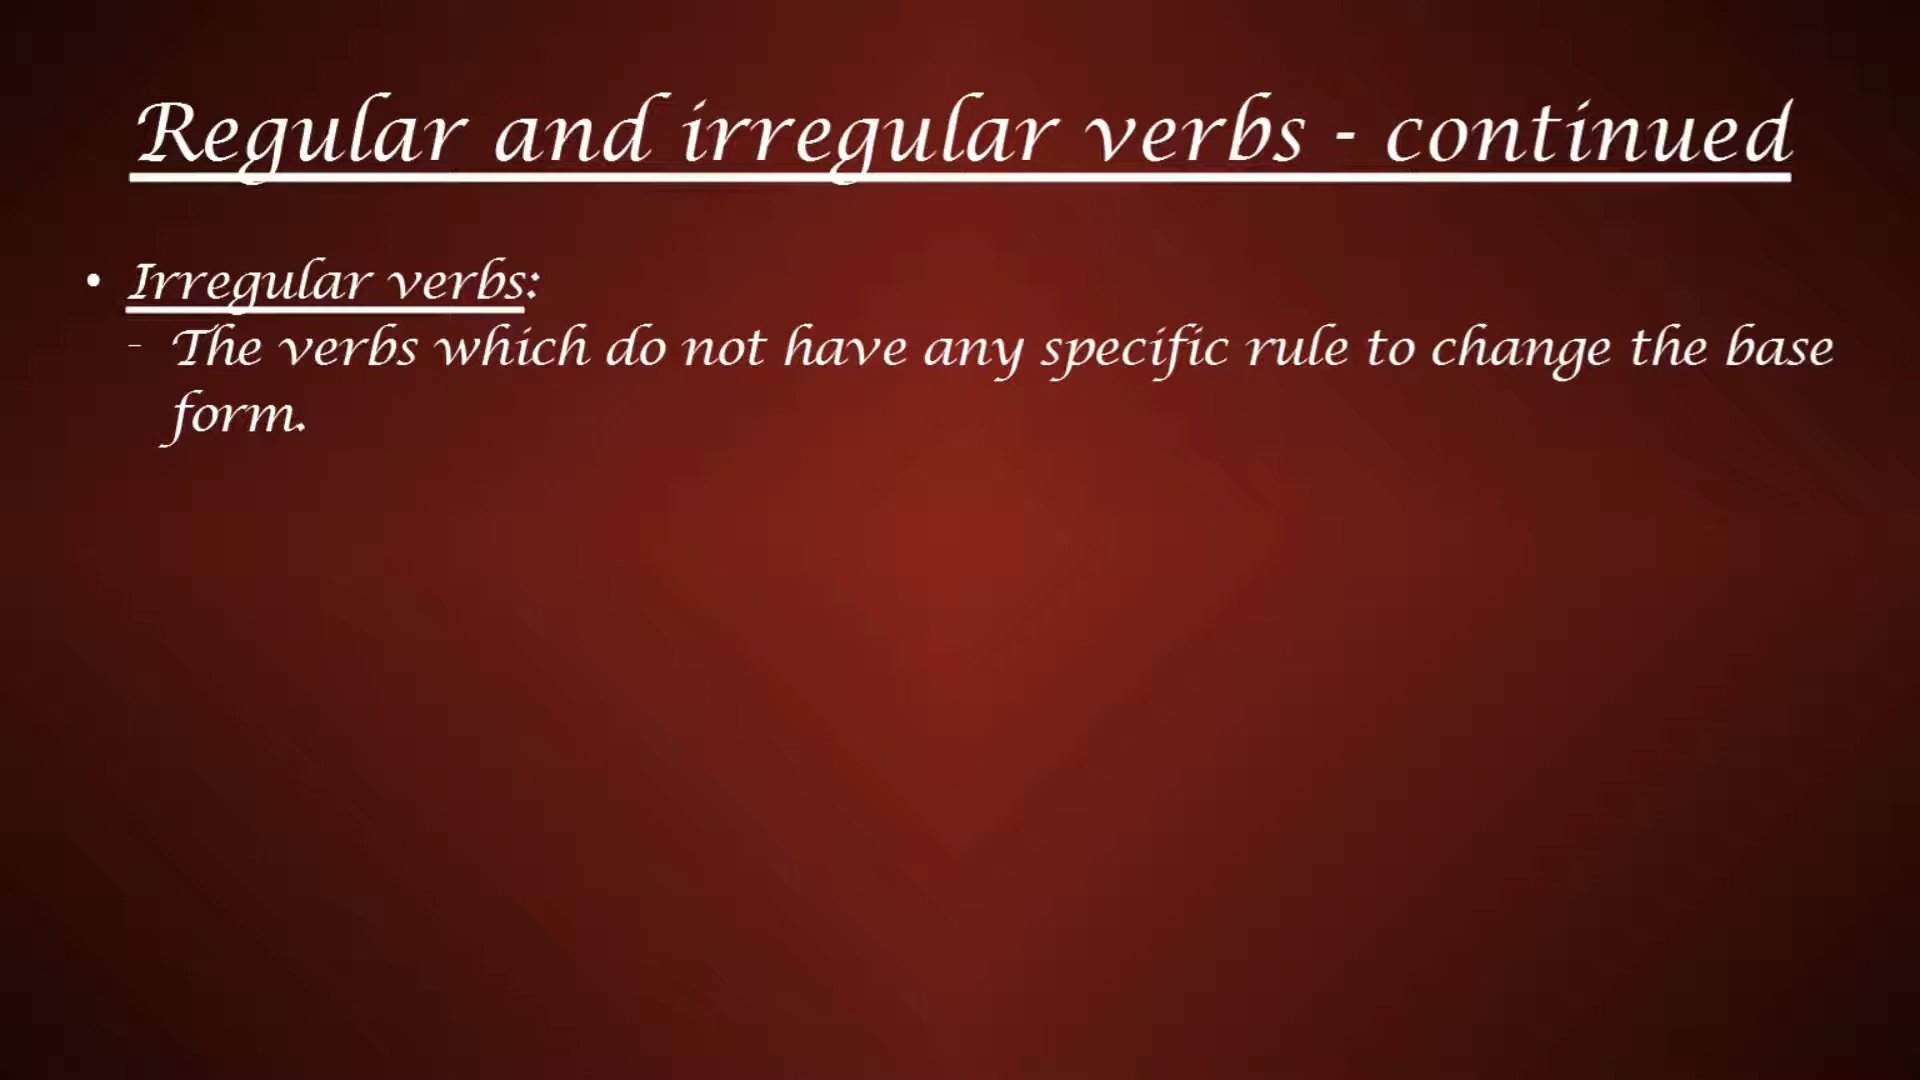 Regular and irregular verbs - continued
• Irregular verbs:
- The verbs which do not have any specific rule to change the base
form.